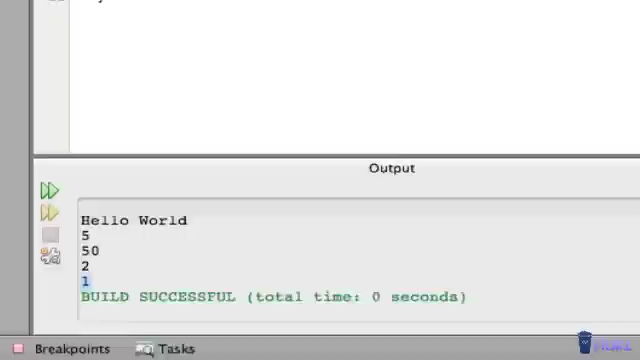 Output
Hello World
5
50
2
1
BUILD SUCCESSFUL (total time: 0 seconds)
Breakpoints
Tasks